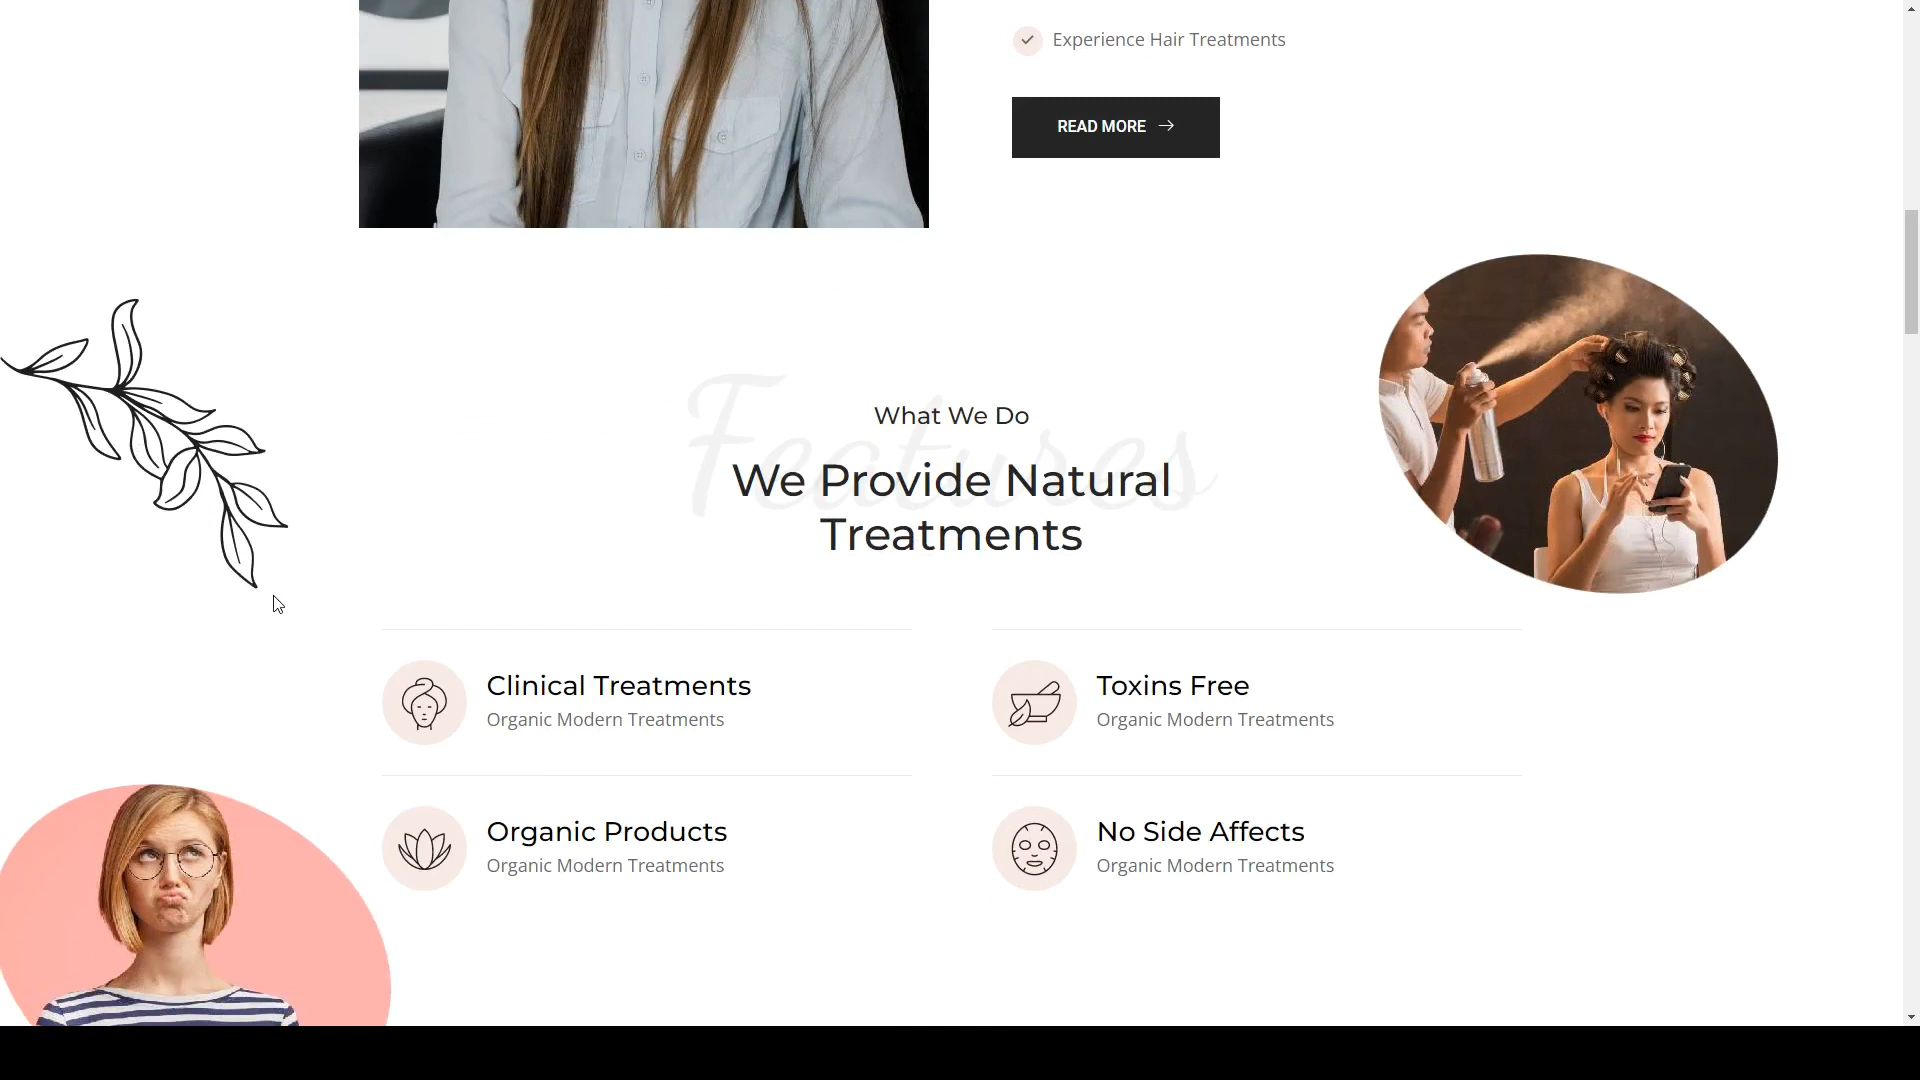 Experience Hair Treatments
READ MORE
Features
What We Do
We Provide Natural
Treatments
Clinical Treatments
Organic Modern Treatments
Toxins Free
Organic Modern Treatments
Organic Products
Organic Modern Treatments
No Side Affects
Organic Modern Treatments